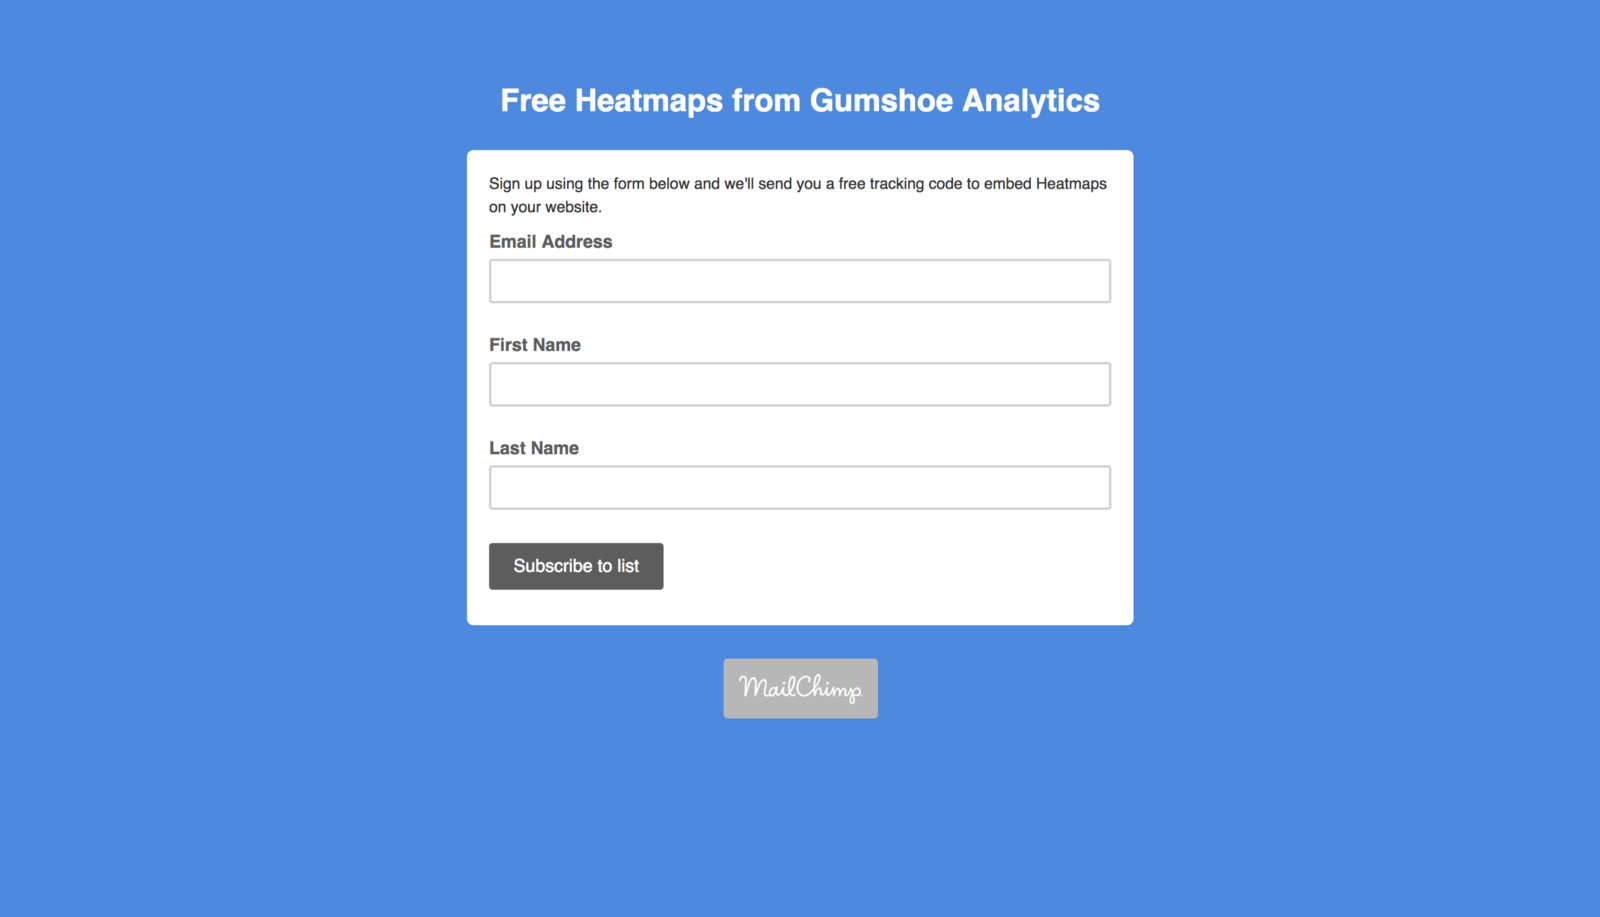 Free Heatmaps from Gumshoe Analytics
Sign up using the form below and we'll send you a free tracking code to embed Heatmaps
on your website.
Email Address
First Name
Last Name
Subscribe to list
MailChimp